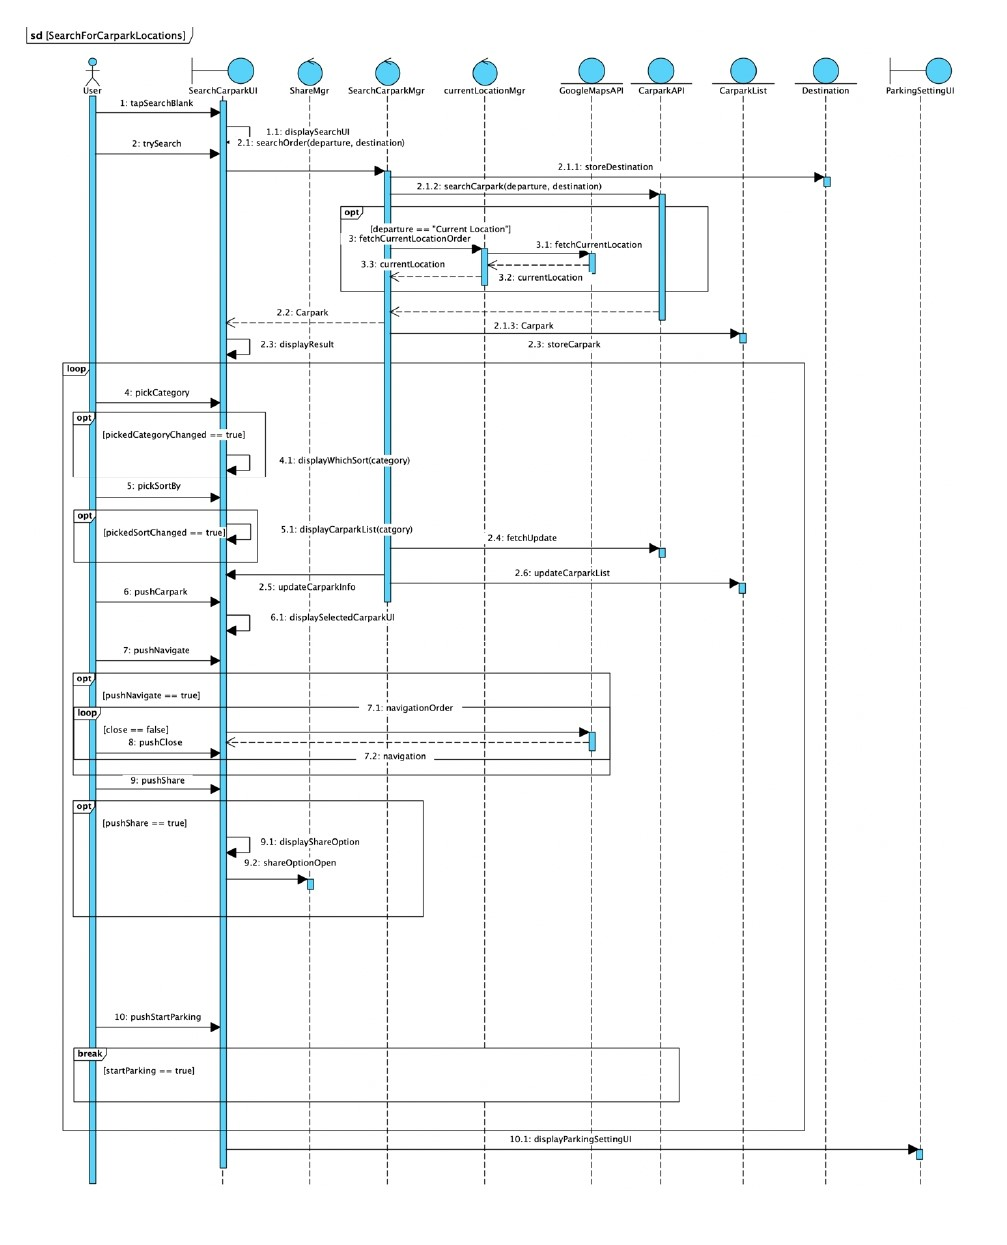 sd [SearchForCarparkLocations]
User
SearchCarparkUI
ShareMgr
SearchCarparkMgr
currentLocationMgr
GoogleMapsAPI
CarparkAPI
CarparkList
Destination
ParkingSettingUI
1: tapSearchBlank
1.1: displaySearchUI
2: trySearch
2.1: searchOrder(departure, destination)
2.1.1: storeDestination
2.1.2: searchCarpark(departure, destination)
opt
[departure == "Current Location"]
3: fetchCurrentLocationOrder
3.1: fetchCurrentLocation
3.3: currentLocation
3.2: currentLocation
2.2: Carpark
2.1.3: Carpark
2.3: displayResult
2.3: storeCarpark
loop
4: pickCategory
opt
[pickedCategoryChanged == true]
4.1: displayWhichSort(category)
5: pickSortBy
opt
[pickedSortChanged == true]
5.1: displayCarparkList(catgory)
2.4: fetchUpdate
2.6: updateCarparkList
2.5: updateCarparkInfo
6: pushCarpark
6.1: displaySelectedCarparkUI
7: pushNavigate
opt
[pushNavigate == true]
loop
7.1: navigationOrder
[close == false]
8: pushClose
7.2: navigation
9: pushShare
opt
[pushShare == true]
9.1: displayShareOption
9.2: shareOptionOpen
10: pushStartParking
break
[startParking == true]
10.1: displayParkingSettingUI